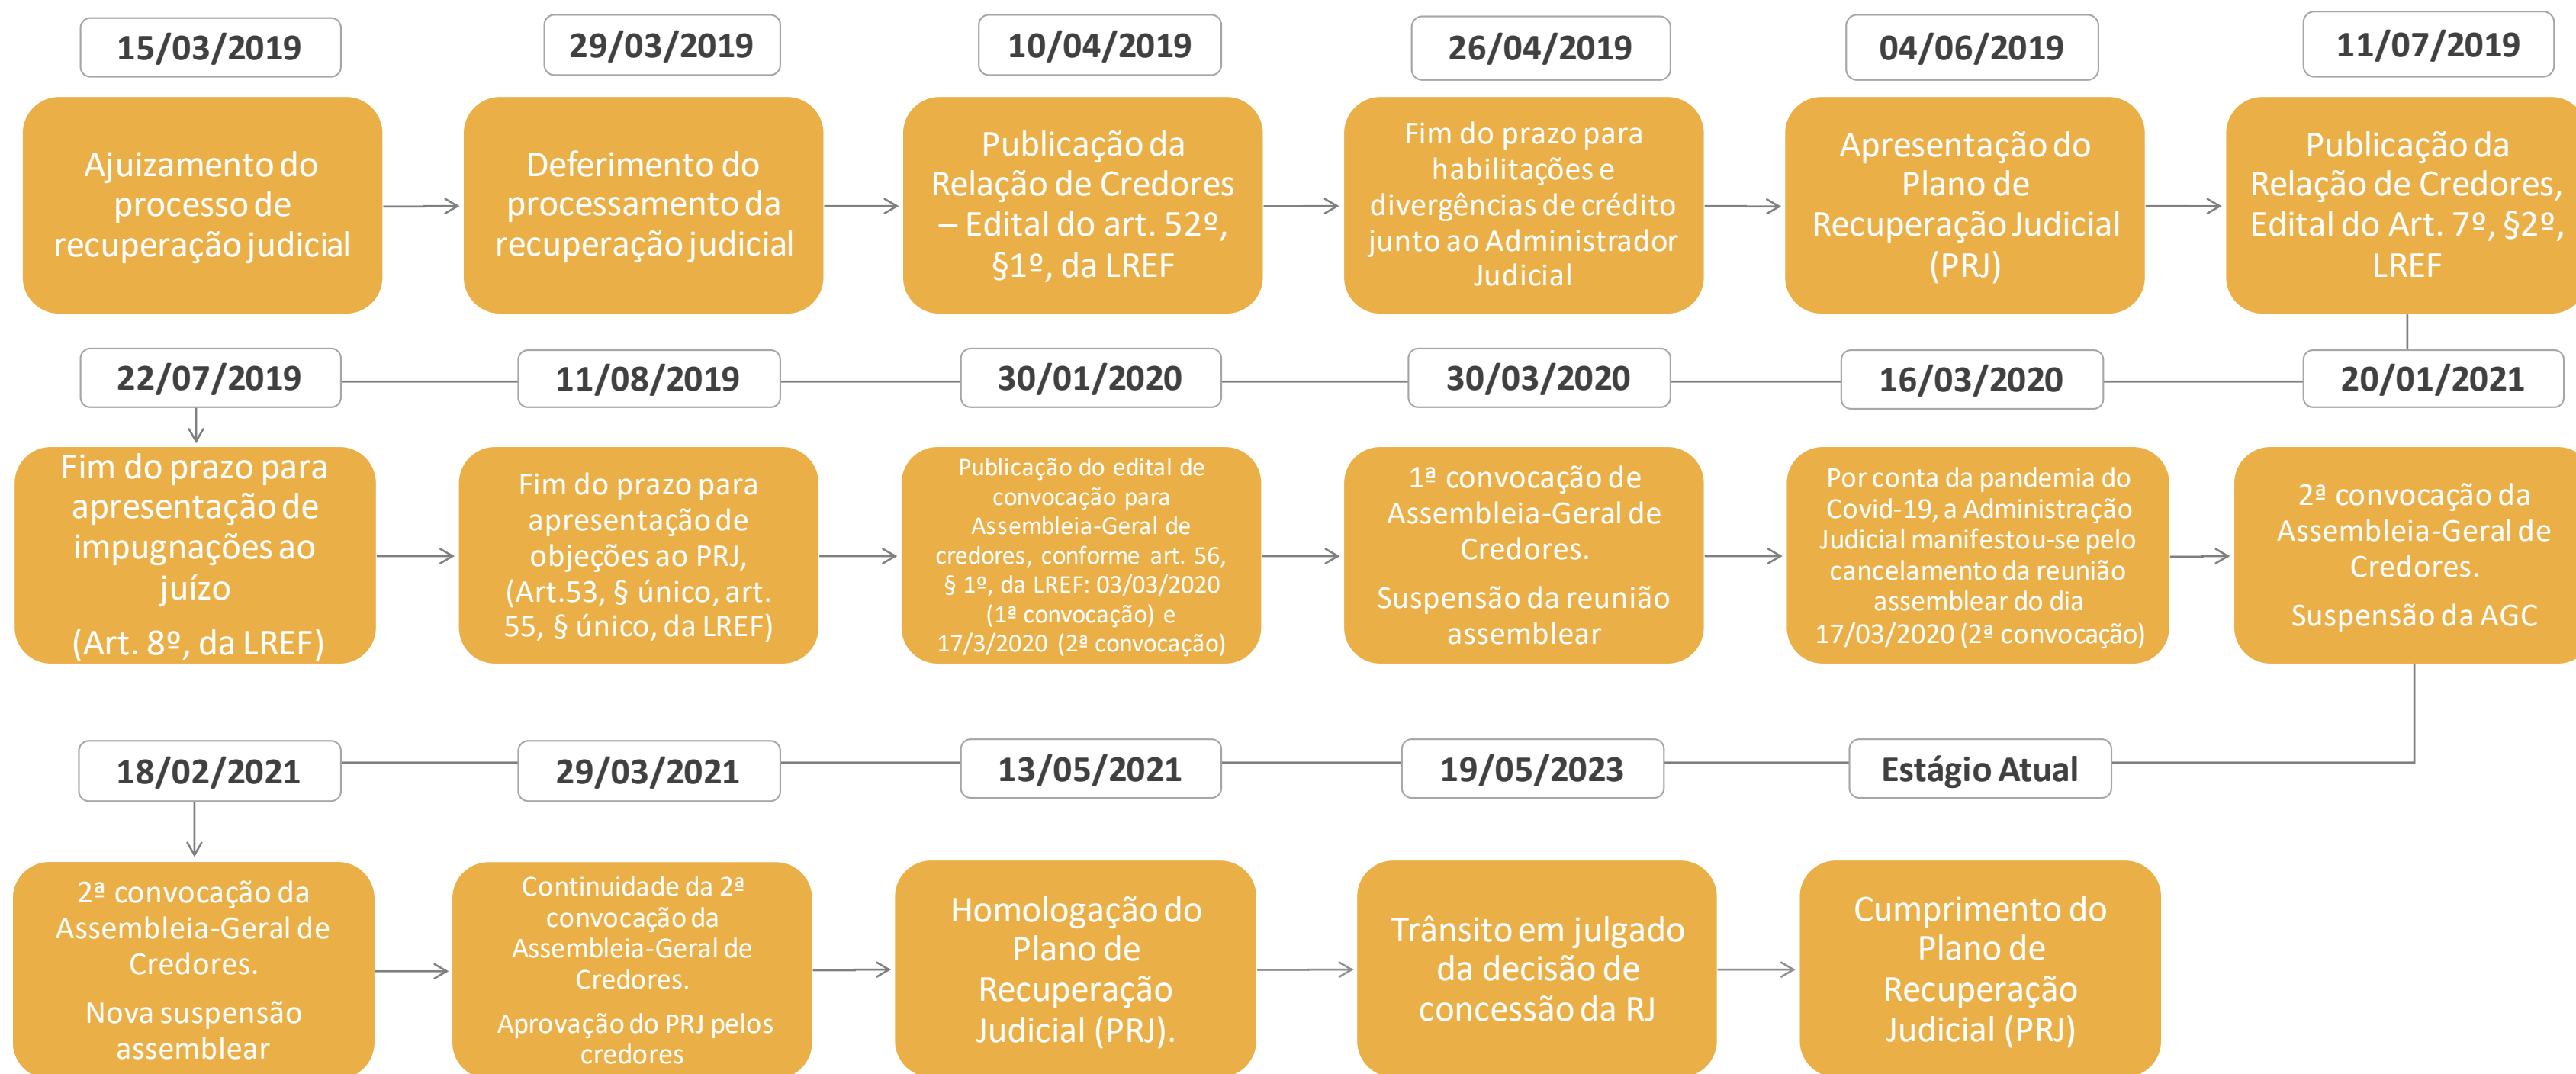 15/03/2019
29/03/2019
10/04/2019
26/04/2019
04/06/2019
11/07/2019
Ajuizamento do
processo de
recuperação judicial
Deferimento do
processamento da
recuperação judicial
Publicação da
Relação de Credores
– Edital do art. 52º,
§1º, da LREF
Fim do prazo para
habilitações e
divergências de crédito
junto ao Administrador
Judicial
Apresentação do
Plano de
Recuperação Judicial
(PRJ)
Publicação da
Relação de Credores,
Edital do Art. 7º, §2º,
LREF
22/07/2019
11/08/2019
30/01/2020
30/03/2020
16/03/2020
20/01/2021
Fim do prazo para
apresentação de
impugnações ao
juízo
(Art. 8º, da LREF)
Fim do prazo para
apresentação de
objeções ao PRJ,
(Art.53, § único, art.
55, § único, da LREF)
Publicação do edital de
convocação para
Assembleia-Geral de
credores, conforme art. 56,
§ 1º, da LREF: 03/03/2020
(1ª convocação) e
17/3/2020 (2ª convocação)
1ª convocação de
Assembleia-Geral de
Credores.
Suspensão da reunião
assemblear
Por conta da pandemia do
Covid-19, a Administração
Judicial manifestou-se pelo
cancelamento da reunião
assemblear do dia
17/03/2020 (2ª convocação)
2ª convocação da
Assembleia-Geral de
Credores.
Suspensão da AGC
18/02/2021
29/03/2021
13/05/2021
19/05/2023
Estágio Atual
2ª convocação da
Assembleia-Geral de
Credores.
Nova suspensão
assemblear
Continuidade da 2ª
convocação da
Assembleia-Geral de
Credores.
Aprovação do PRJ pelos
credores
Homologação do
Plano de
Recuperação
Judicial (PRJ).
Trânsito em julgado
da decisão de
concessão da RJ
Cumprimento do
Plano de
Recuperação
Judicial (PRJ)